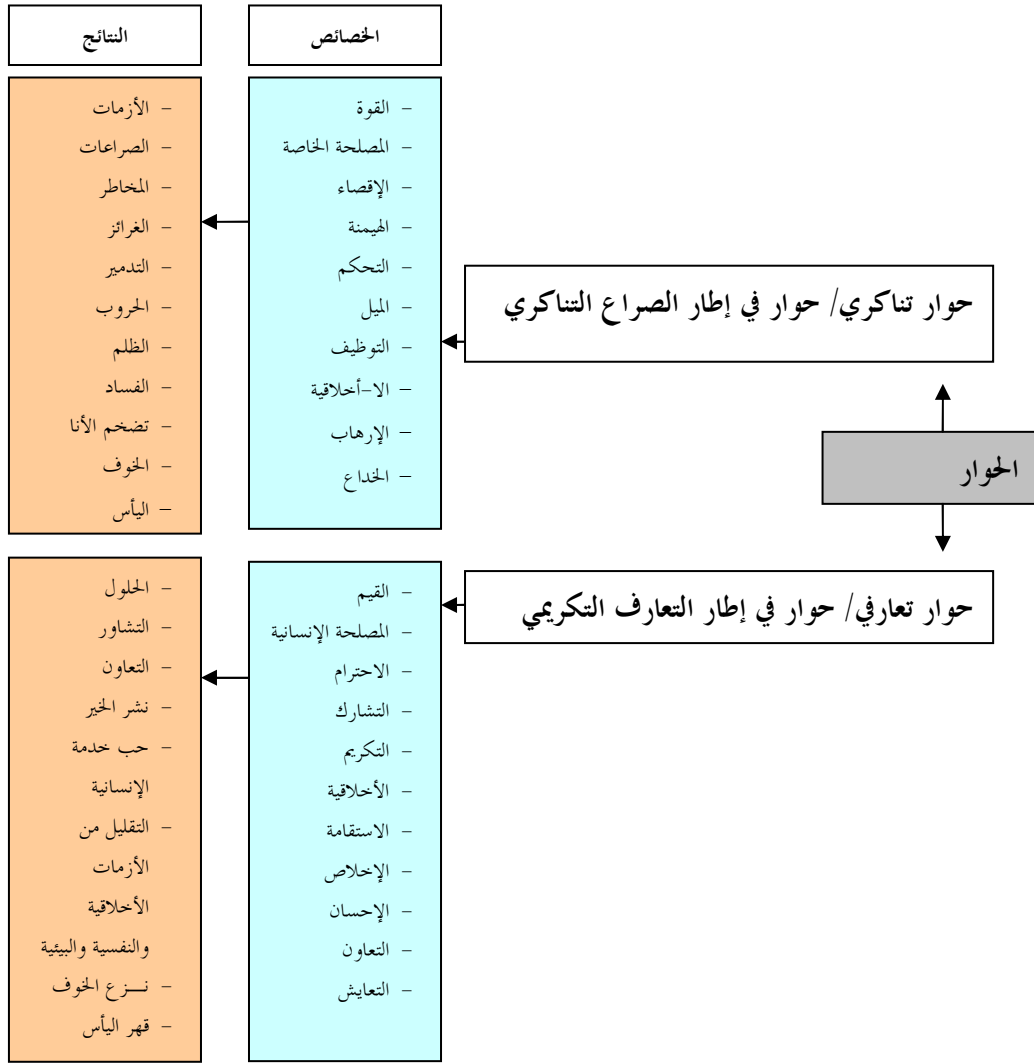 الخصائص
النتائج
الحوار
حوار تناكري/ حوار في إطار الصراع التناكري
– القوة
– المصلحة الخاصة
– الإقصاء
– الهيمنة
– التحكم
– الميل
– التوظيف
– الا–أخلاقية
– الإرهاب
– الخداع
– الأزمات
– الصراعات
– المخاطر
– الغرائز
– التدمير
– الحروب
– الظلم
– الفساد
– تضخم الأنا
– الخوف
– اليأس
حوار تعارفي/ حوار في إطار التعارف التكريمي
– القيم
– المصلحة الإنسانية
– الاحترام
– التشارك
– التكريم
– الأخلاقية
– الاستقامة
– الإخلاص
– الإحسان
– التعاون
– التعايش
– الحلول
– التشاور
– التعاون
– نشر الخير
– حب خدمة
الإنسانية
– التقليل من
الأزمات
الأخلاقية
والنفسية والبيئية
– نـــزع الخوف
– قهر اليأس